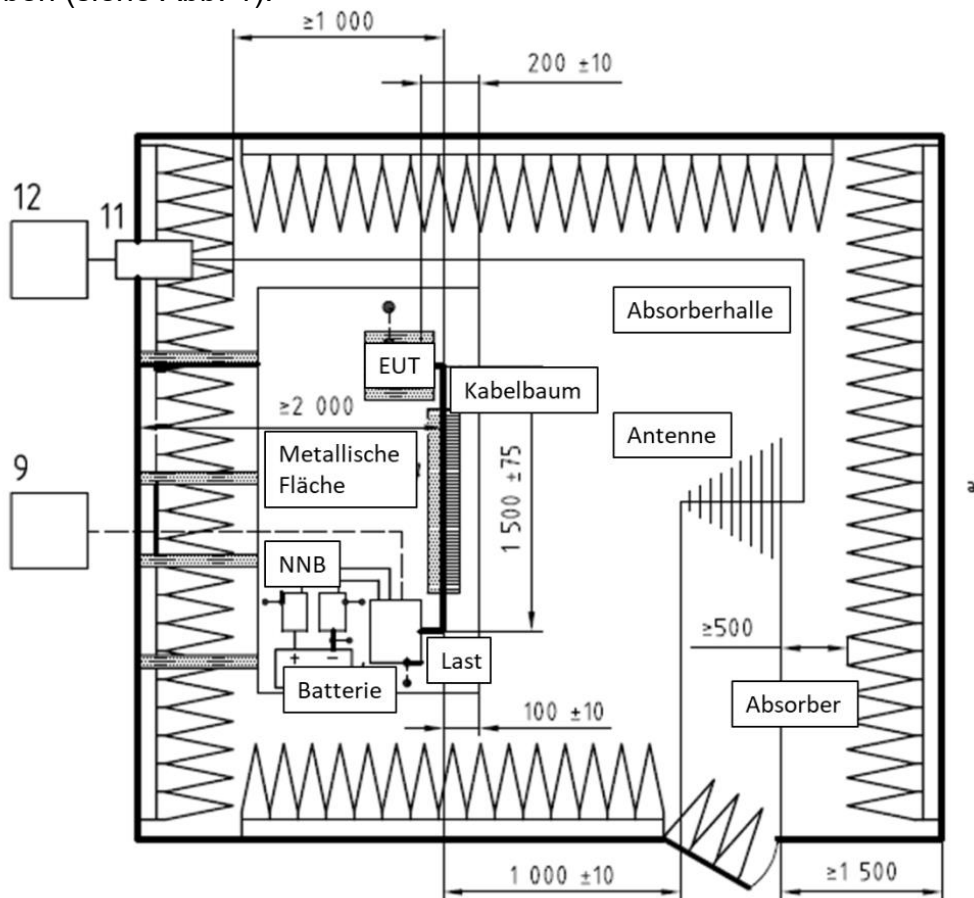 ≥1 000
200 ±10
12
11
Absorberhalle
EUT
Kabelbaum
≥2 000
Antenne
Metallische
Fläche
1 500 ±75
9
NNB
≥500
+ −
Last
Batterie
Absorber
100 ±10
1 000 ±10
≥1 500